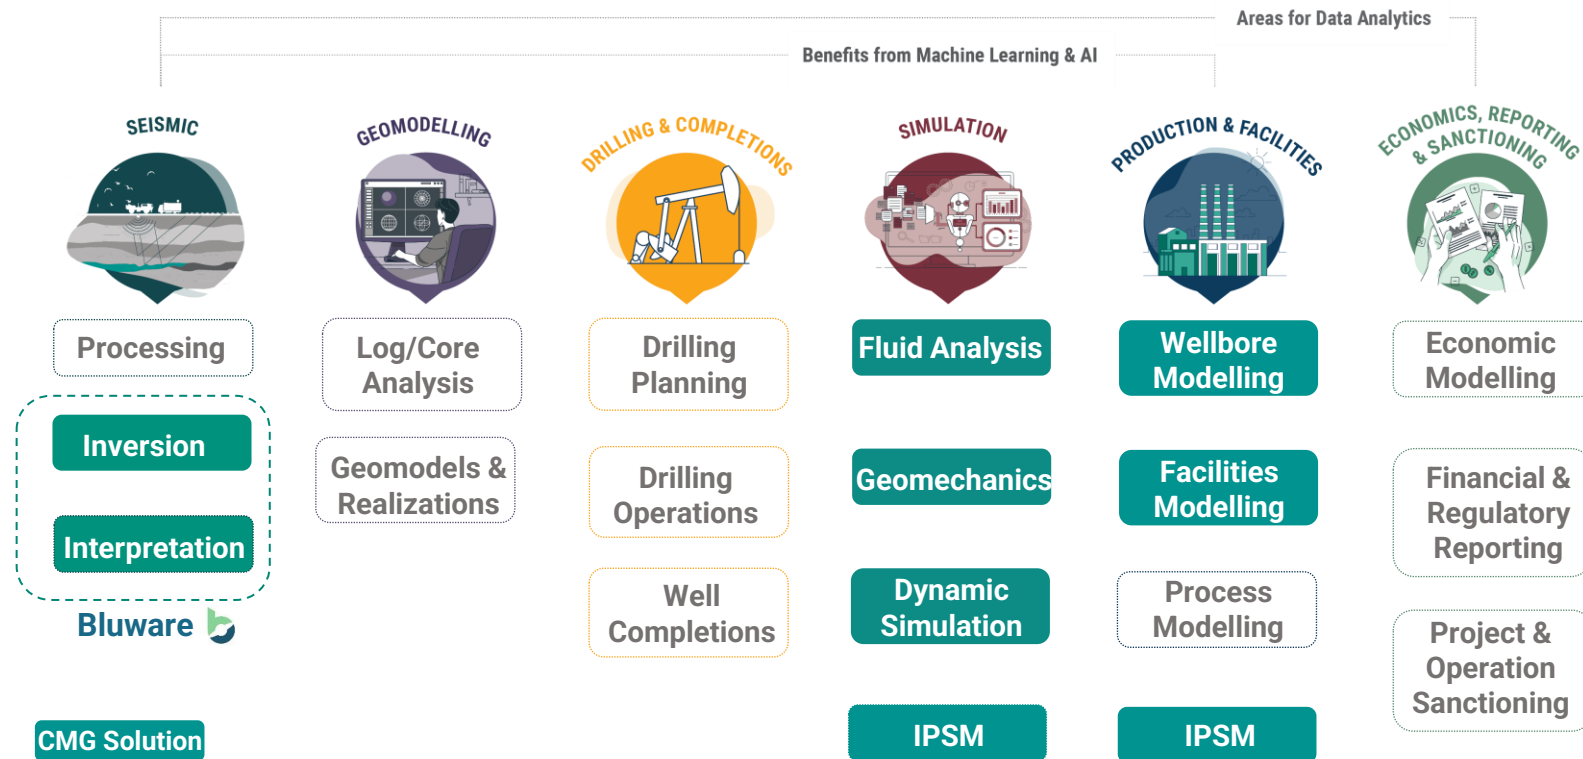 Areas for Data Analytics
Benefits from Machine Learning & AI
SEISMIC
GEOMODELLING
DRILLING & COMPLETIONS
SIMULATION
PRODUCTION & FACILITIES
ECONOMICS, REPORTING
& SANCTIONING
Processing
Inversion
Interpretation
Bluware
Log/Core
Analysis
Geomodels &
Realizations
Drilling
Planning
Drilling
Operations
Well
Completions
Fluid Analysis
Geomechanics
Dynamic
Simulation
IPSM
Wellbore
Modelling
Facilities
Modelling
Process
Modelling
IPSM
Economic
Modelling
Financial &
Regulatory
Reporting
Project &
Operation
Sanctioning
CMG Solution